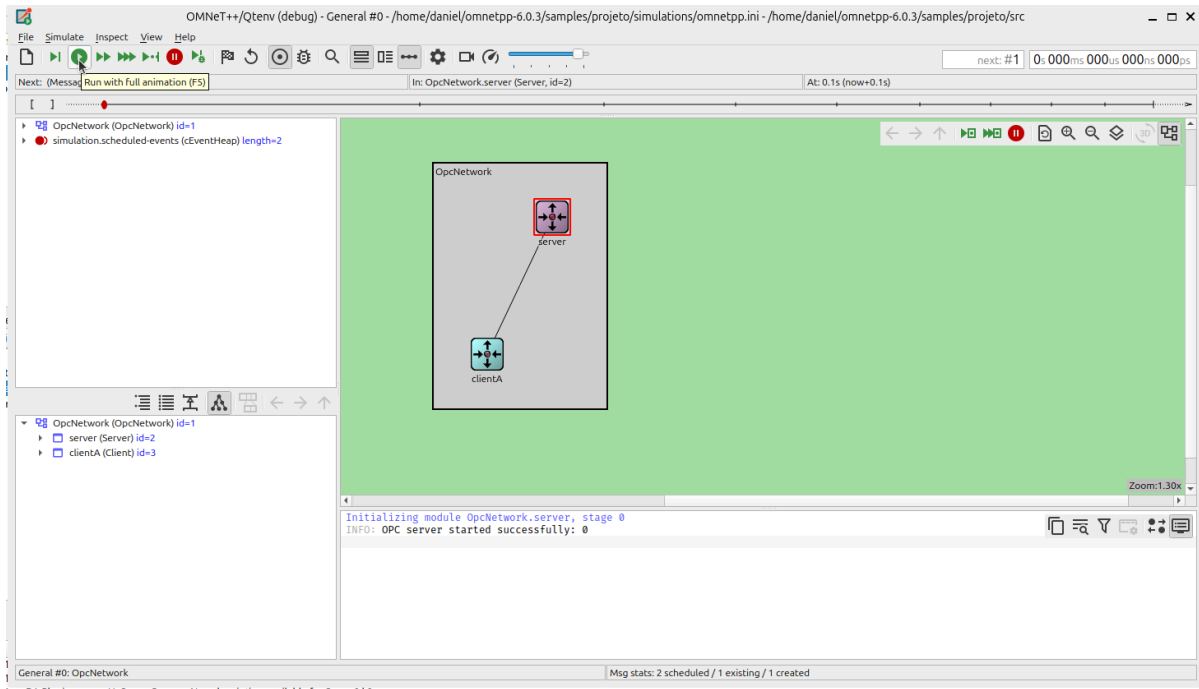 OMNeT++/Qtenv (debug) - General #0 - /home/daniel/omnetpp-6.0.3/samples/projeto/simulations/omnetpp.ini - /home/daniel/omnetpp-6.0.3/samples/projeto/src
File Simulate Inspect View Help
next: #1 0s 000ms 000us 000ns 000ps
Next: (Messag Run with full animation (F5) In: OpcNetwork.server (Server, id=2) At: 0.1s (now+0.1s)
[ ]
OpcNetwork (OpcNetwork) id=1
simulation.scheduled-events (cEventHeap) length=2
3D
OpcNetwork
server
clientA
Zoom:1.30x
OpcNetwork (OpcNetwork) id=1
server (Server) id=2
clientA (Client) id=3
Initializing module OpcNetwork.server, stage 0
INFO: OPC server started successfully: 0
General #0: OpcNetwork Msg stats: 2 scheduled / 1 existing / 1 created